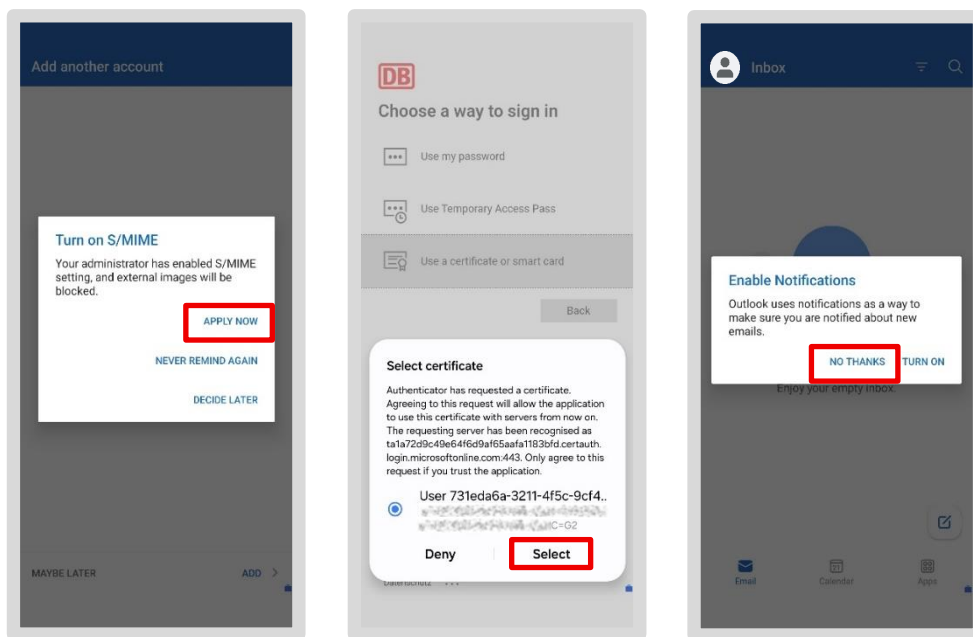 Add another account
Turn on S/MIME
Your administrator has enabled S/MIME
setting, and external images will be
blocked.
APPLY NOW
NEVER REMIND AGAIN
DECIDE LATER
MAYBE LATER
ADD
DB
Choose a way to sign in
Use my password
Use Temporary Access Pass
Use a certificate or smart card
Back
Select certificate
Authenticator has requested a certificate.
Agreeing to this request will allow the application
to use this certificate with servers from now on.
The requesting server has been recognised as
ta1a72d9c49e64f6d9af65aafa1183bfd.certauth.
login.microsoftonline.com:443. Only agree to this
request if you trust the application.
User 731eda6a-3211-4f5c-9cf4..
C=G2
Deny
Select
Datenschutz
Inbox
Enable Notifications
Outlook uses notifications as a way to
make sure you are notified about new
emails.
NO THANKS
TURN ON
Enjoy your empty inbox
Email
Calendar
Apps